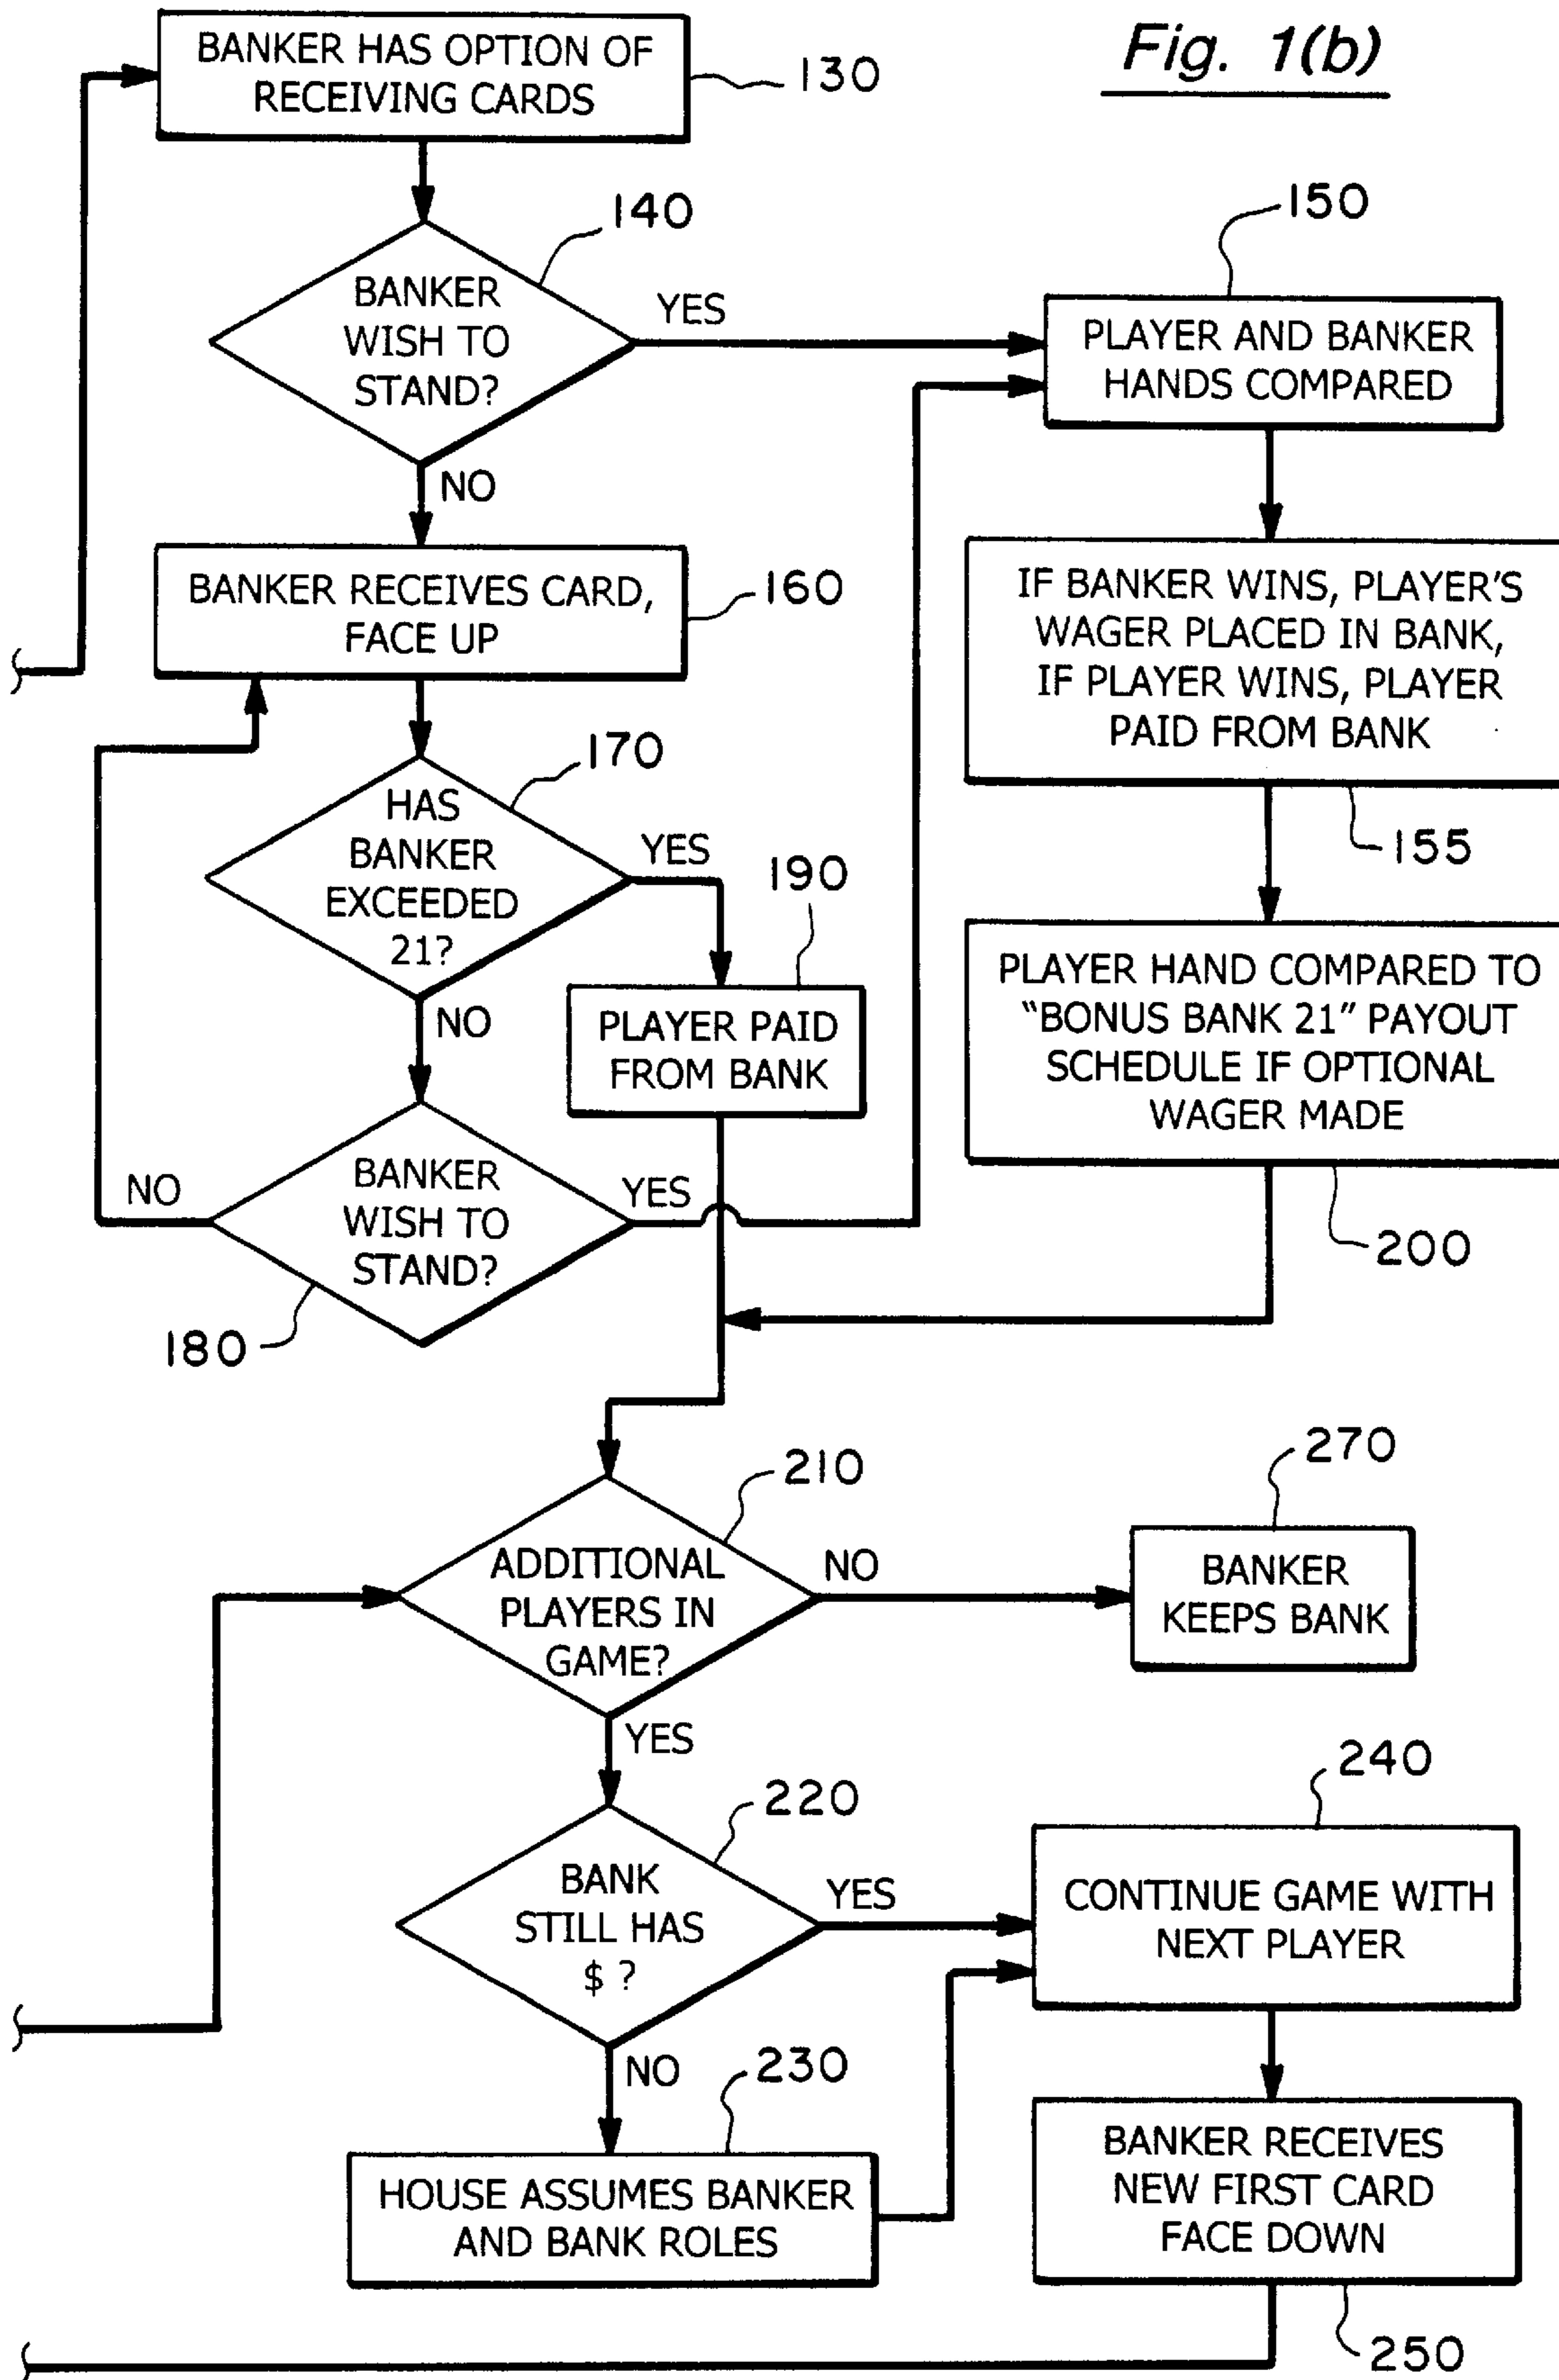 Fig. 1(b)
BANKER HAS OPTION OF
RECEIVING CARDS
130
140
BANKER
WISH TO
STAND?
YES
NO
150
PLAYER AND BANKER
HANDS COMPARED
BANKER RECEIVES CARD,
FACE UP
160
IF BANKER WINS, PLAYER'S
WAGER PLACED IN BANK,
IF PLAYER WINS, PLAYER
PAID FROM BANK
155
170
HAS
BANKER
EXCEEDED
21?
YES
NO
190
PLAYER PAID
FROM BANK
PLAYER HAND COMPARED TO
“BONUS BANK 21” PAYOUT
SCHEDULE IF OPTIONAL
WAGER MADE
200
NO
BANKER
WISH TO
STAND?
YES
180
210
ADDITIONAL
PLAYERS IN
GAME?
NO
YES
270
BANKER
KEEPS BANK
220
BANK
STILL HAS
$ ?
YES
NO
240
CONTINUE GAME WITH
NEXT PLAYER
230
HOUSE ASSUMES BANKER
AND BANK ROLES
BANKER RECEIVES
NEW FIRST CARD
FACE DOWN
250